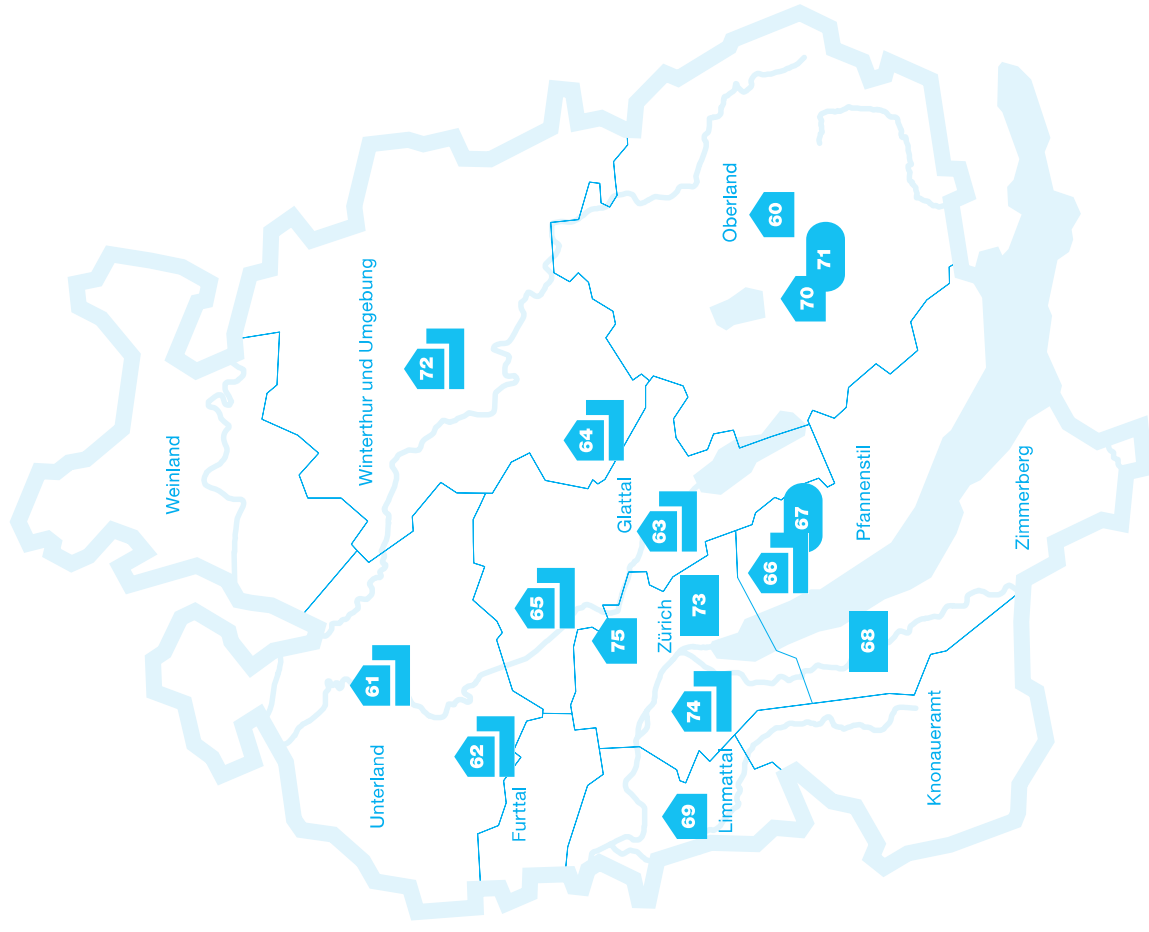 Weinland
Winterthur und Umgebung
61
Unterland
72
62
Furttal
65
64
75
Glattal
63
Zürich
69
74
73
Limmattal
Oberland
66
60
67
70
71
Pfannenstil
68
Knonaueramt
Zimmerberg